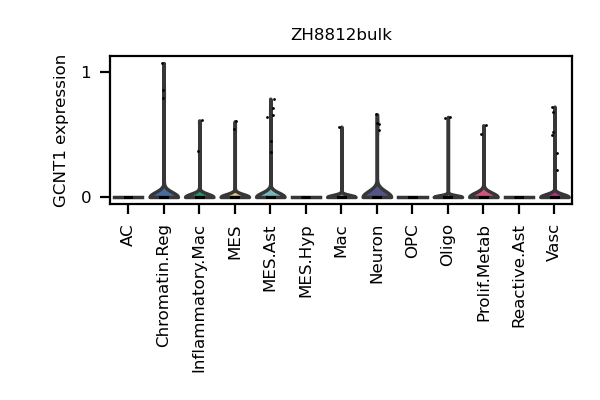 ZH8812bulk
GCNT1 expression
1
0
AC
Chromatin.Reg
Inflammatory.Mac
MES
MES.Ast
MES.Hyp
Mac
Neuron
OPC
Oligo
Prolif.Metab
Reactive.Ast
Vasc